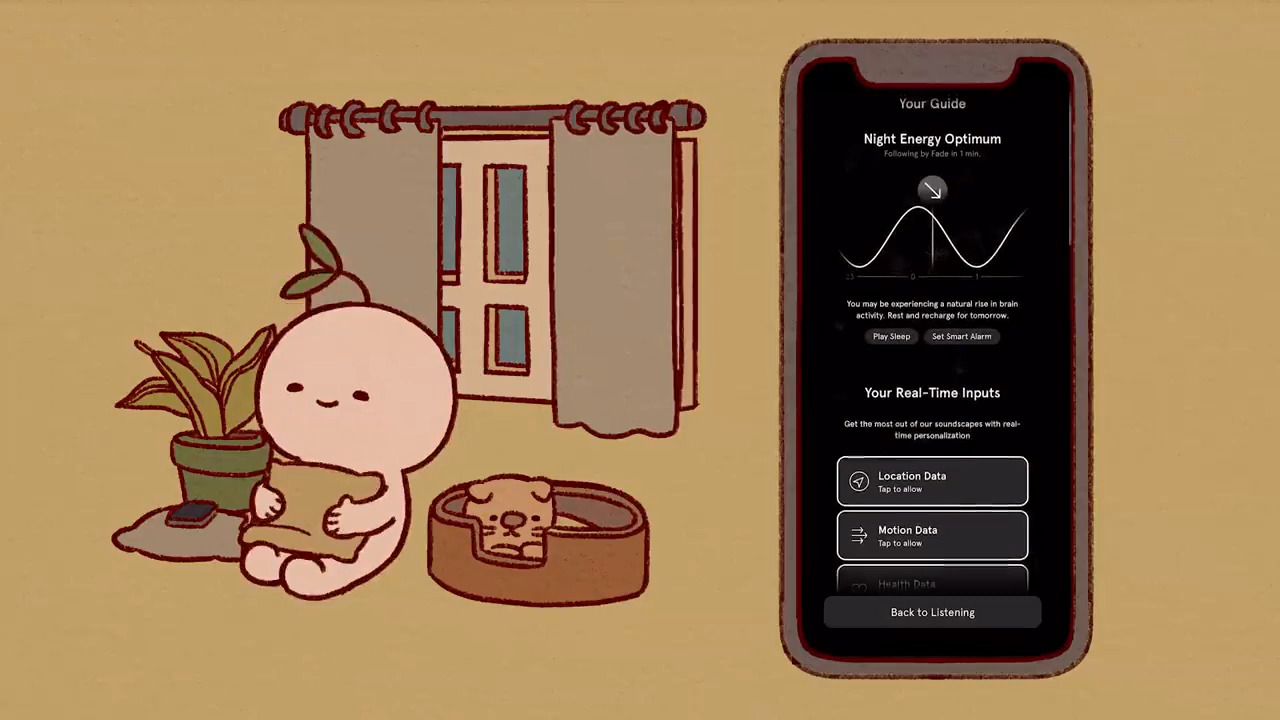 Your Guide
Night Energy Optimum
Following by Fade in 1 min.
23 0 1
You may be experiencing a natural rise in brain
activity. Rest and recharge for tomorrow.
Play Sleep Set Smart Alarm
Your Real-Time Inputs
Get the most out of our soundscapes with real-
time personalization
Location Data
Tap to allow
Motion Data
Tap to allow
Health Data
Back to Listening